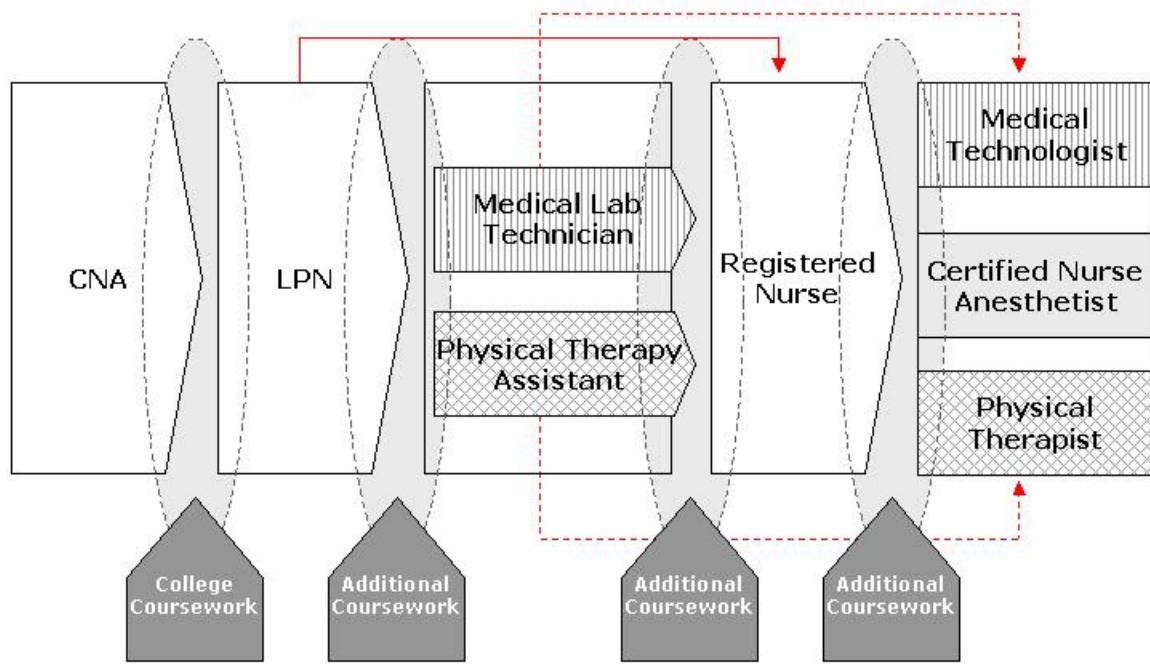 CNA
LPN
Medical Lab
Technician
Physical Therapy
Assistant
Registered
Nurse
Medical
Technologist
Certified Nurse
Anesthetist
Physical
Therapist
College
Coursework
Additional
Coursework
Additional
Coursework
Additional
Coursework